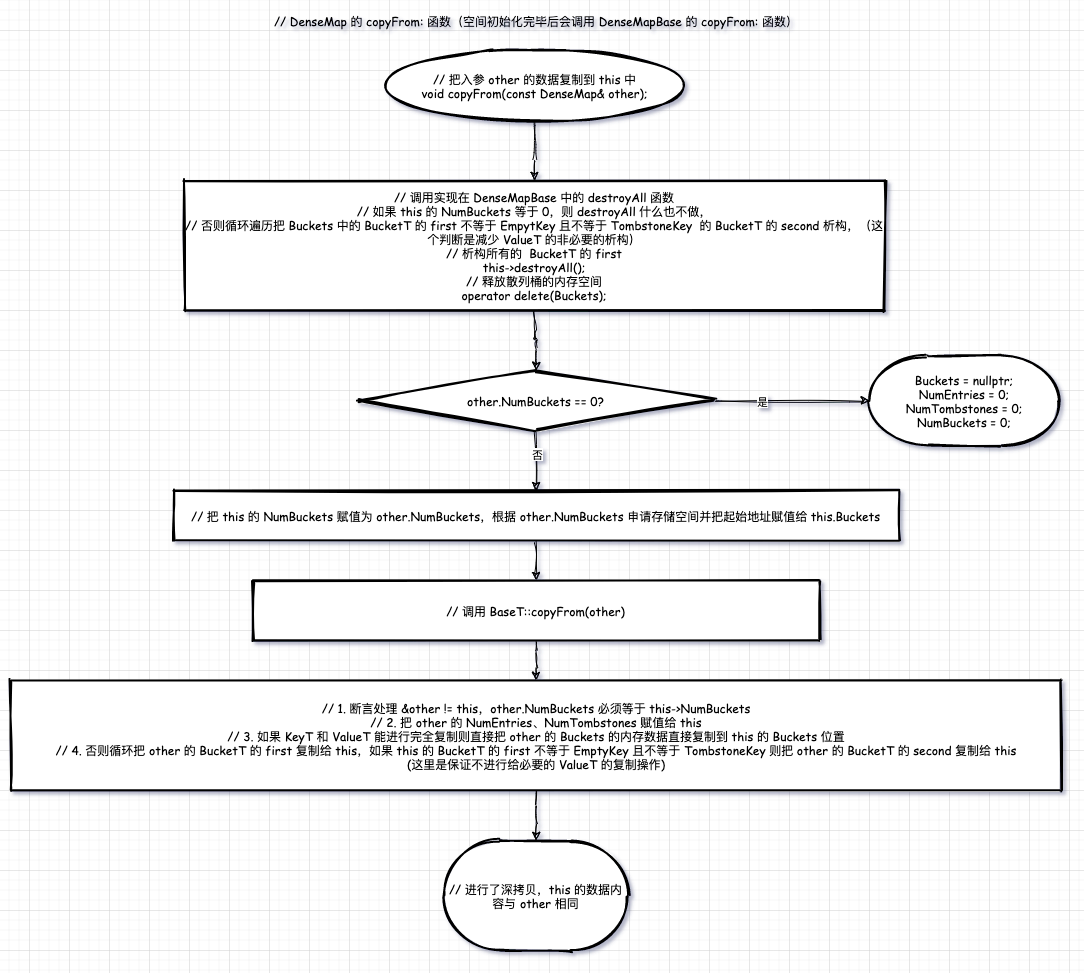 // DenseMap 的 copyFrom: 函数（空间初始化完毕后会调用 DenseMapBase 的 copyFrom: 函数）
// 把入参 other 的数据复制到 this 中
void copyFrom(const DenseMap& other);
// 调用实现在 DenseMapBase 中的 destroyAll 函数
// 如果 this 的 NumBuckets 等于 0，则 destroyAll 什么也不做，
// 否则循环遍历把 Buckets 中的 BucketT 的 first 不等于 EmpytKey 且不等于 TombstoneKey 的 BucketT 的 second 析构，（这
个判断是减少 ValueT 的非必要的析构）
// 析构所有的 BucketT 的 first
this->destroyAll();
// 释放散列桶的内存空间
operator delete(Buckets);
other.NumBuckets == 0?
是
Buckets = nullptr;
NumEntries = 0;
NumTombstones = 0;
NumBuckets = 0;
否
// 把 this 的 NumBuckets 赋值为 other.NumBuckets，根据 other.NumBuckets 申请存储空间并把起始地址赋值给 this.Buckets
// 调用 BaseT::copyFrom(other)
// 1. 断言处理 &other != this，other.NumBuckets 必须等于 this->NumBuckets
// 2. 把 other 的 NumEntries、NumTombstones 赋值给 this
// 3. 如果 KeyT 和 ValueT 能进行完全复制则直接把 other 的 Buckets 的内存数据直接复制到 this 的 Buckets 位置
// 4. 否则循环把 other 的 BucketT 的 first 复制给 this，如果 this 的 BucketT 的 first 不等于 EmptyKey 且不等于 TombstoneKey 则把 other 的 BucketT 的 second 复制给 this
(这里是保证不进行给必要的 ValueT 的复制操作)
// 进行了深拷贝，this 的数据内
容与 other 相同